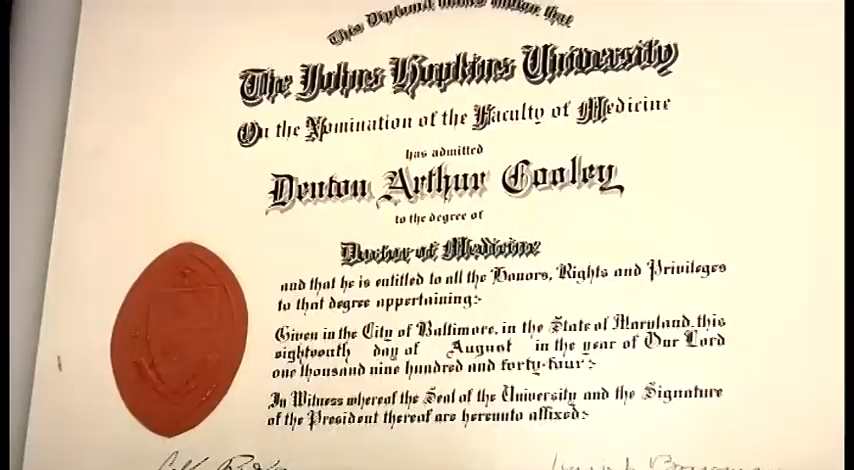 This Diploma makes known that
The Johns Hopkins University
On the Nomination of the Faculty of Medicine
has admitted
Denton Arthur Cooley
to the degree of
Doctor of Medicine
and that he is entitled to all the Honors, Rights and Privileges
to that degree appertaining:-
Given in the City of Baltimore, in the State of Maryland, this
eighteenth day of August in the year of Our Lord
one thousand nine hundred and forty-four:-
In Witness whereof the Seal of the University and the Signature
of the President thereof are hereunto affixed:-